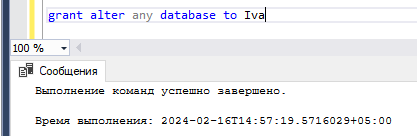 grant alter any database to Iva
100 %
Сообщения
Выполнение команд успешно завершено.
Время выполнения: 2024-02-16T14:57:19.5716029+05:00